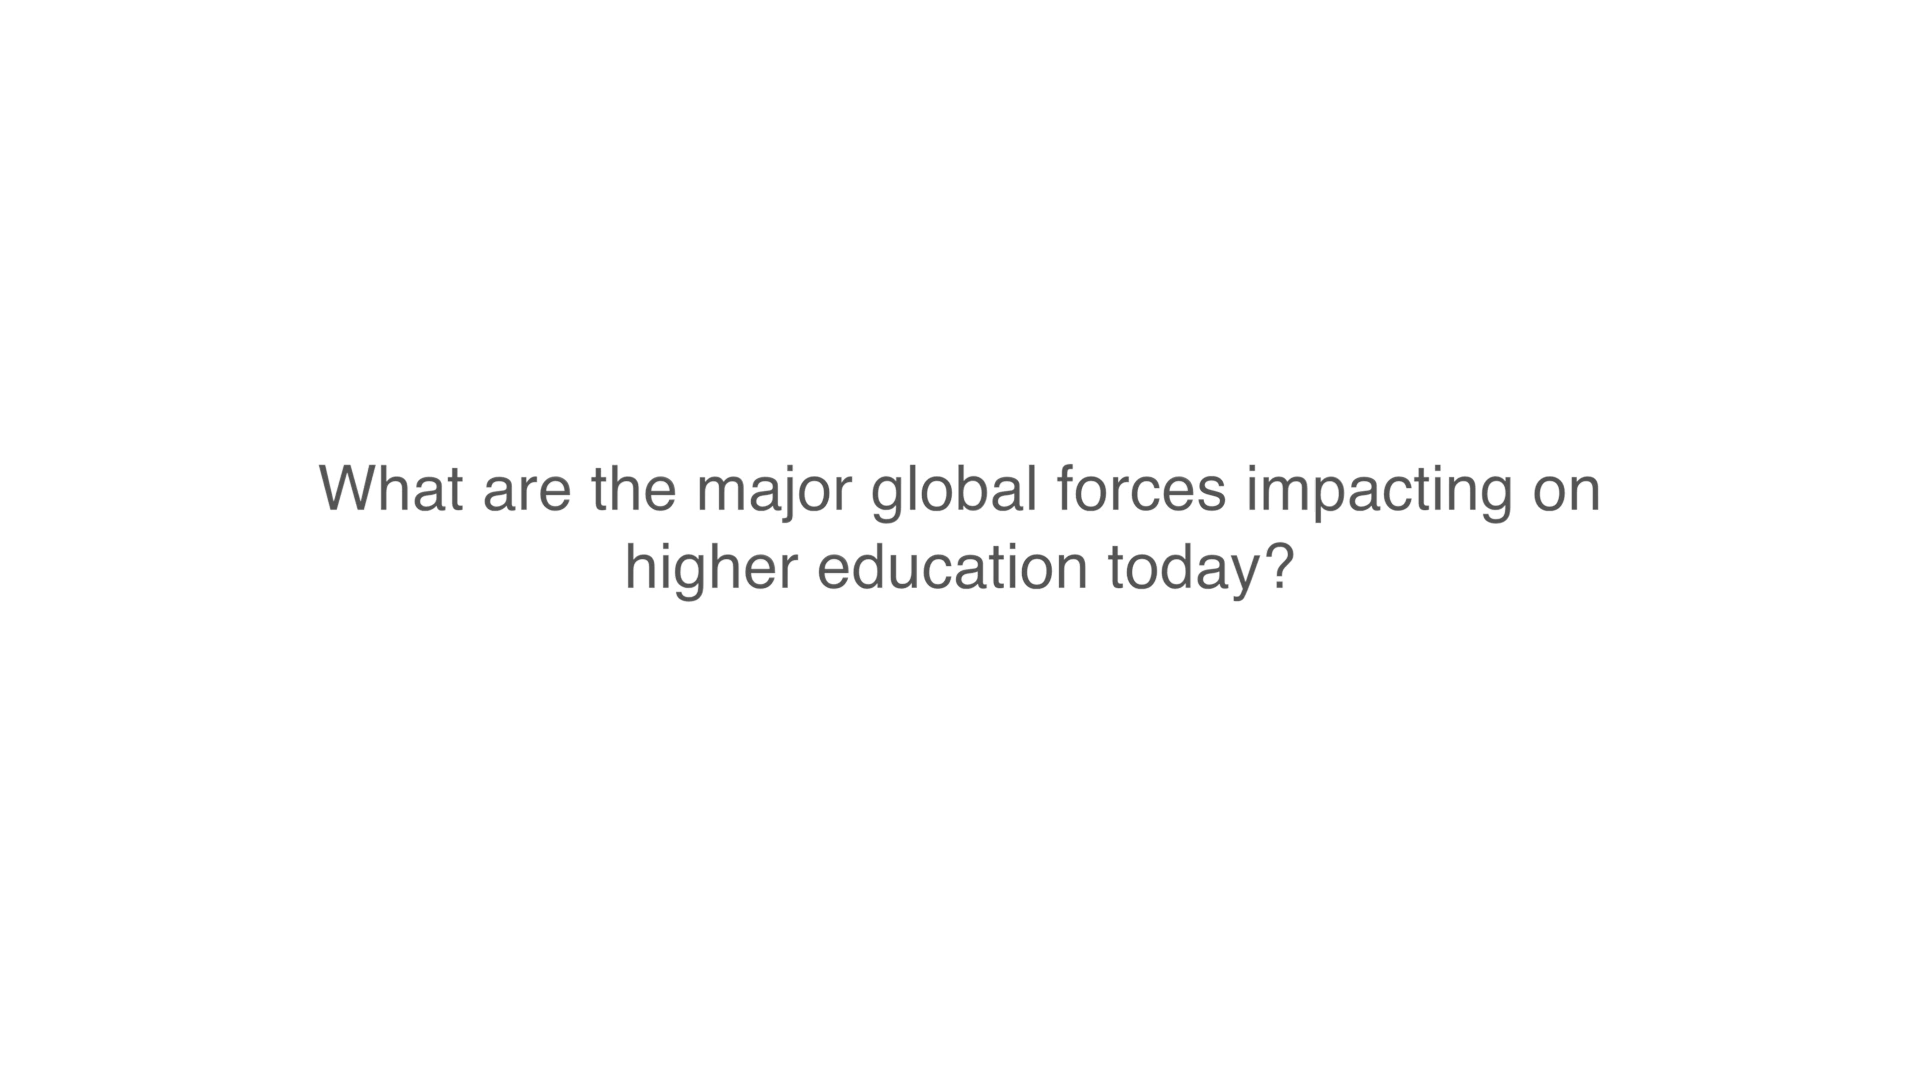 What are the major global forces impacting on
higher education today?